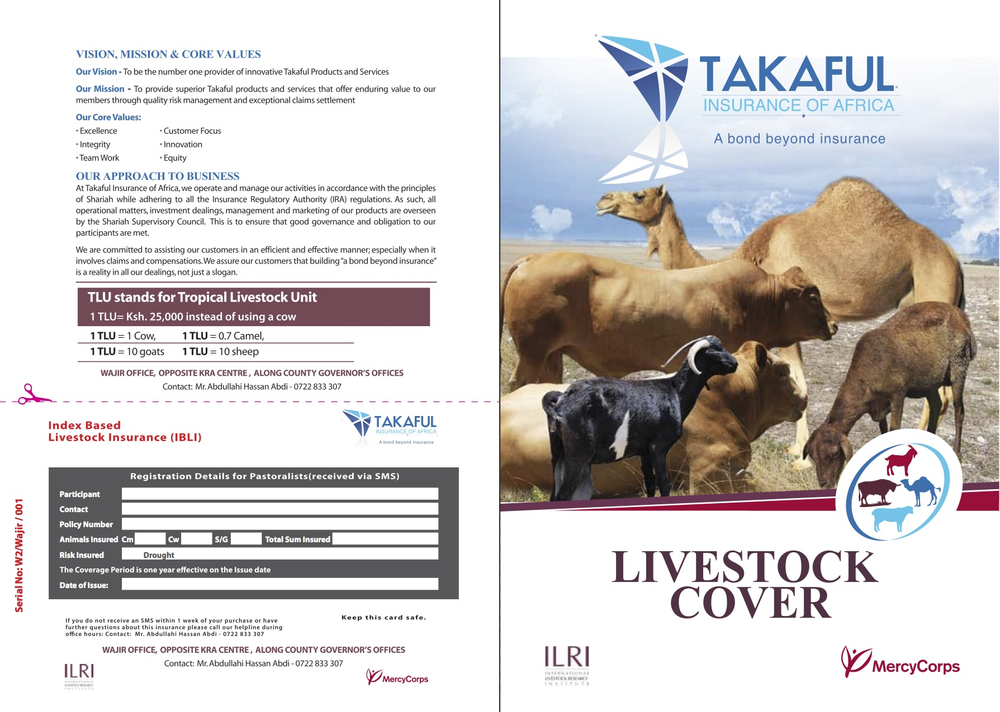 VISION, MISSION & CORE VALUES
Our Vision - To be the number one provider of innovative Takaful Products and Services
Our Mission - To provide superior Takaful products and services that offer enduring value to our
members through quality risk management and exceptional claims settlement
Our Core Values:
• Excellence • Customer Focus
• Integrity • Innovation
• Team Work • Equity
OUR APPROACH TO BUSINESS
At Takaful Insurance of Africa, we operate and manage our activities in accordance with the principles
of Shariah while adhering to all the Insurance Regulatory Authority (IRA) regulations. As such, all
operational matters, investment dealings, management and marketing of our products are overseen
by the Shariah Supervisory Council. This is to ensure that good governance and obligation to our
participants are met.
We are committed to assisting our customers in an efficient and effective manner; especially when it
involves claims and compensations. We assure our customers that building “a bond beyond insurance”
is a reality in all our dealings, not just a slogan.
TLU stands for Tropical Livestock Unit
1 TLU= Ksh. 25,000 instead of using a cow
1 TLU = 1 Cow, 1 TLU = 0.7 Camel,
1 TLU = 10 goats 1 TLU = 10 sheep
WAJIR OFFICE, OPPOSITE KRA CENTRE , ALONG COUNTY GOVERNOR'S OFFICES
Contact: Mr. Abdullahi Hassan Abdi - 0722 833 307
Index Based
Livestock Insurance (IBLI)
TAKAFUL
INSURANCE OF AFRICA
A bond beyond insurance
Registration Details for Pastoralists(received via SMS)
Participant
Contact
Policy Number
Animals Insured Cm Cw S/G Total Sum Insured
Risk Insured Drought
The Coverage Period is one year effective on the Issue date
Date of Issue:
Serial No: W2/Wajir / 001
If you do not receive an SMS within 1 week of your purchase or have
further questions about this insurance please call our helpline during
office hours: Contact: Mr. Abdullahi Hassan Abdi - 0722 833 307
Keep this card safe.
WAJIR OFFICE, OPPOSITE KRA CENTRE , ALONG COUNTY GOVERNOR'S OFFICES
Contact: Mr. Abdullahi Hassan Abdi - 0722 833 307
ILRI
INTERNATIONAL
LIVESTOCK RESEARCH
INSTITUTE
MercyCorps
®
TAKAFUL®
INSURANCE OF AFRICA
A bond beyond insurance
LIVESTOCK
COVER
ILRI
INTERNATIONAL
LIVESTOCK RESEARCH
INSTITUTE
MercyCorps